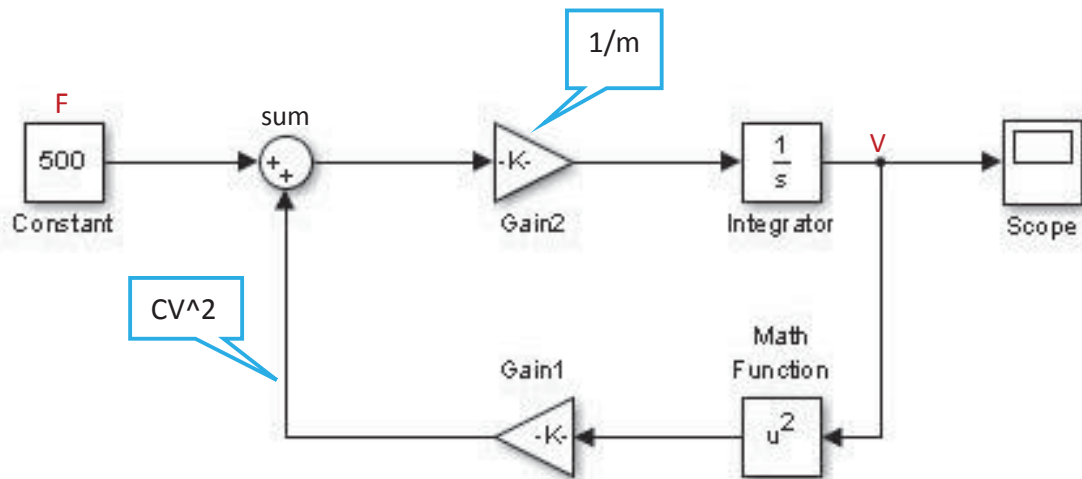 1/m
F
sum
500
+
+
-K-
1
s
V
Constant
Gain2
Integrator
Scope
CV^2
Math
Function
Gain1
-K-
u2